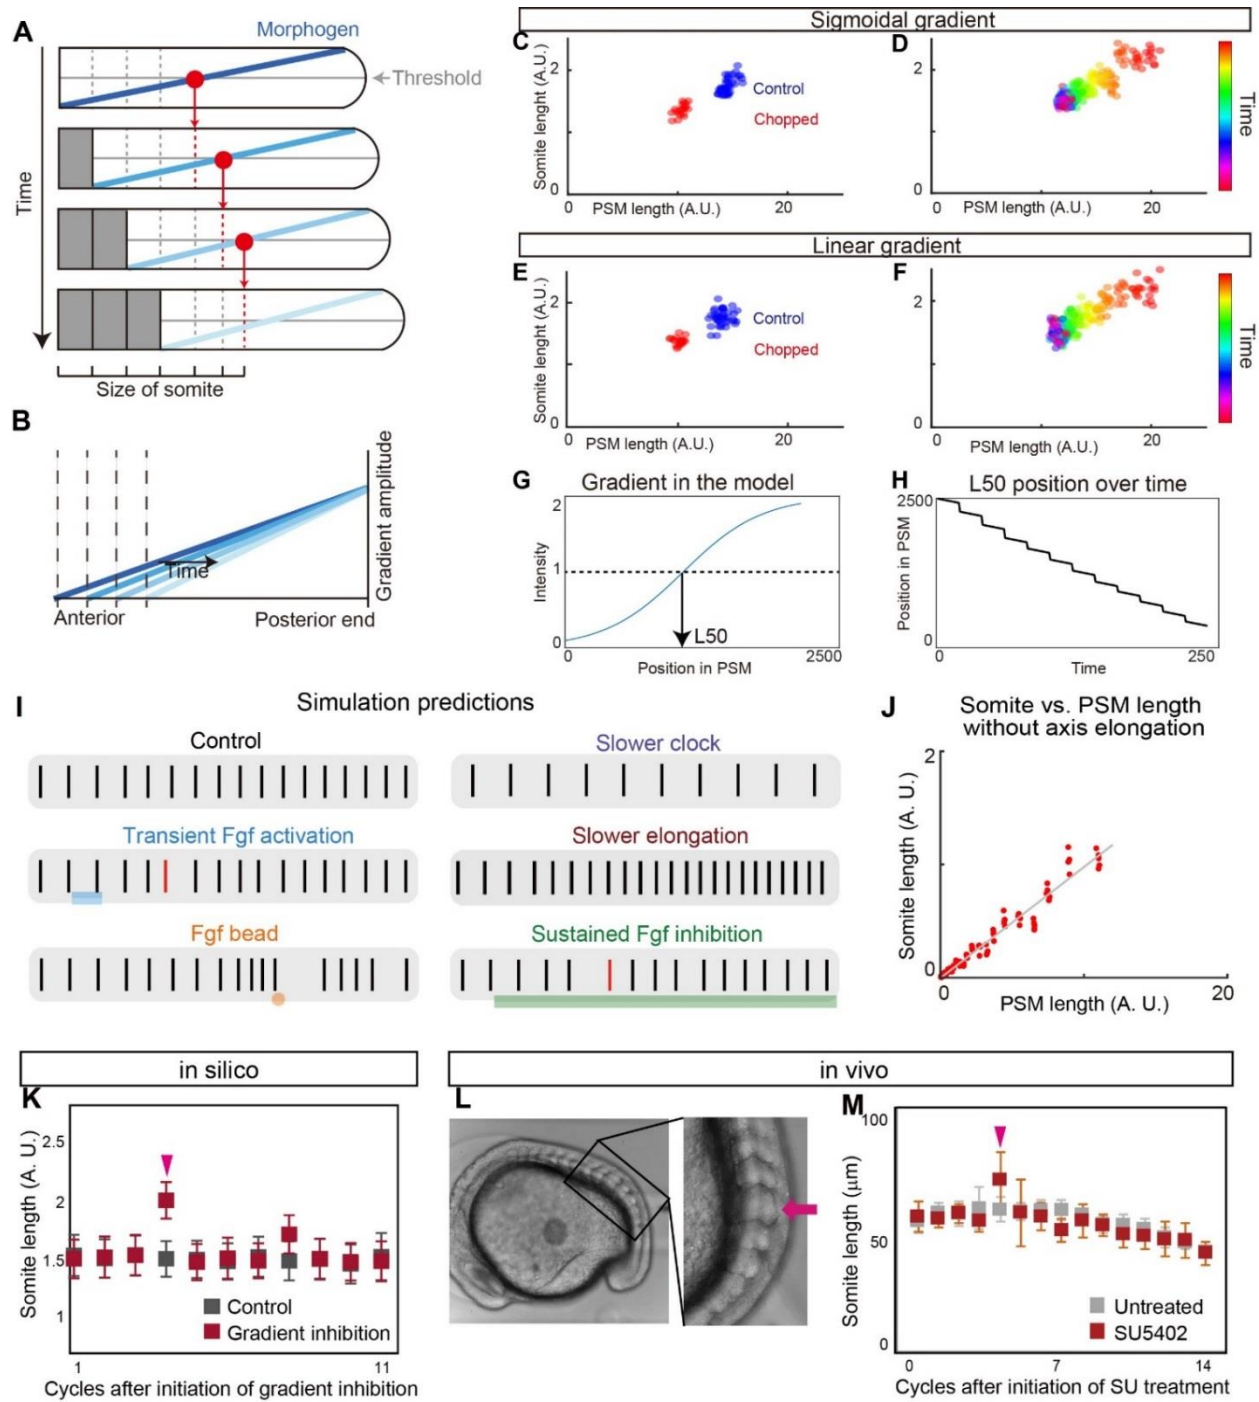 A
Morphogen
Threshold
Time
Size of somite
B
Gradient amplitude
Time
Anterior
Posterior end
Sigmoidal gradient
C
Somite lenght (A.U.)
2
0
Control
Chopped
0
PSM length (A.U.)
20
D
2
0
0
PSM length (A.U.)
20
Time
Linear gradient
E
Somite lenght (A.U.)
2
0
Control
Chopped
0
PSM length (A.U.)
20
F
2
0
0
PSM length (A.U.)
20
Time
G
Gradient in the model
Intensity
2
1
0
L50
0
2500
Position in PSM
H
L50 position over time
Position in PSM
2500
0
0
250
Time
I
Simulation predictions
Control
Slower clock
Transient Fgf activation
Slower elongation
Fgf bead
Sustained Fgf inhibition
J
Somite vs. PSM length
without axis elongation
Somite length (A. U.)
2
0
0
20
PSM length (A. U.)
in silico
K
Somite length (A. U.)
2.5
2
1.5
1
Control
Gradient inhibition
1
11
Cycles after initiation of gradient inhibition
in vivo
L
M
Somite length (μm)
100
50
0
Untreated
SU5402
0
7
14
Cycles after initiation of SU treatment